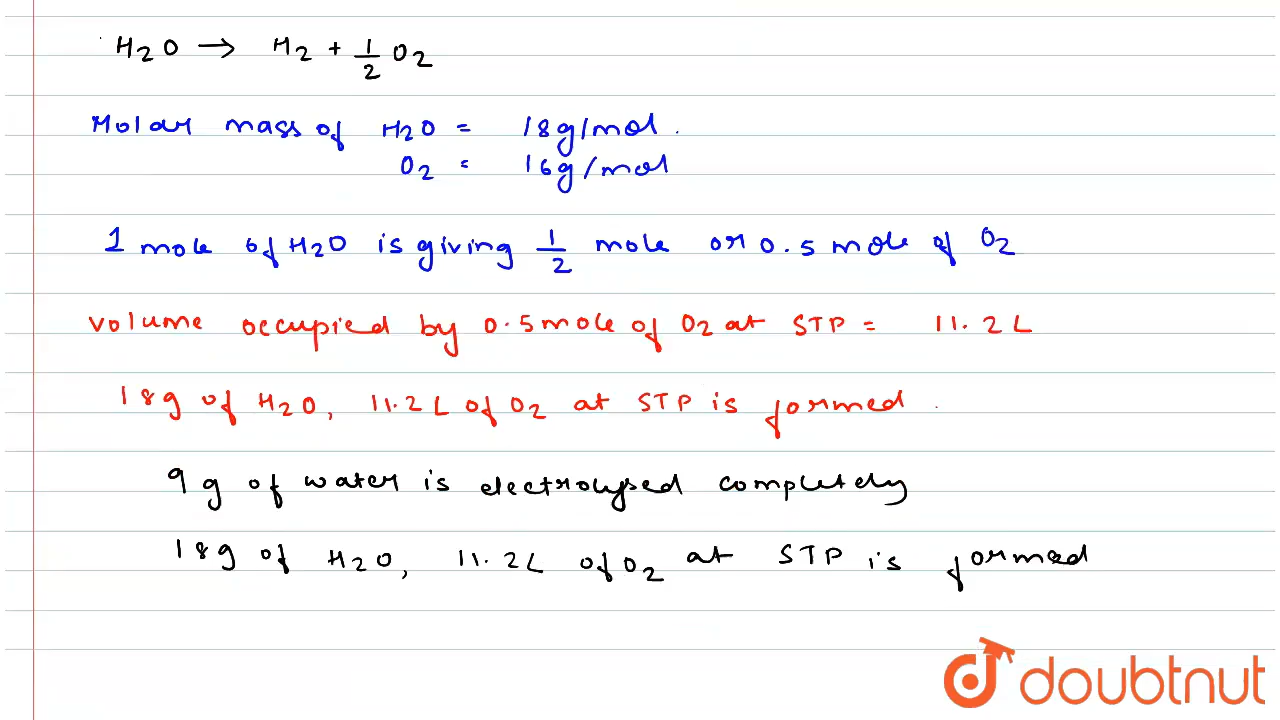 H2O → H2 + 1/2 O2
Molar mass of H2O = 18g/mol.
O2 = 16g/mol
1 mole of H2O is giving 1/2 mole or 0.5 mole of O2
Volume occupied by 0.5 mole of O2 at STP = 11.2L
18g of H2O, 11.2L of O2 at STP is formed.
9g of water is electrolysed completely
18g of H2O, 11.2L of O2 at STP is formed
doubtnut